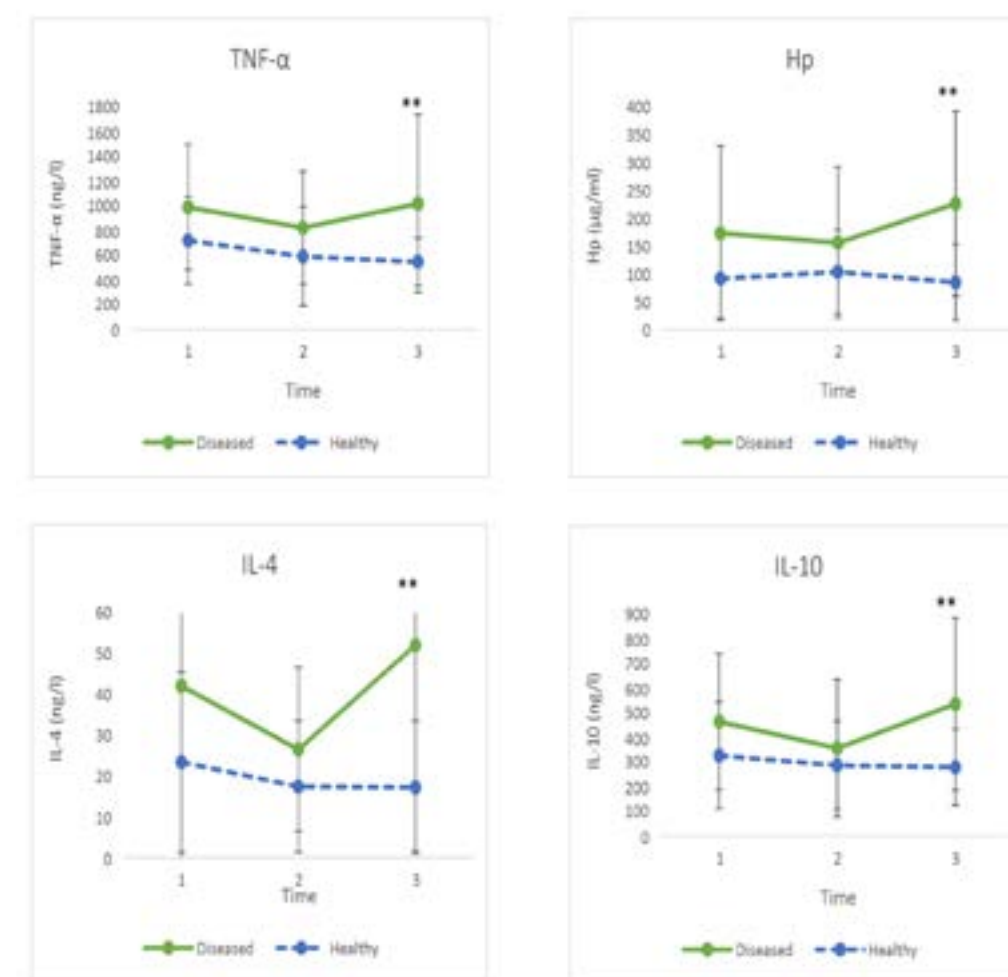 TNF-α
**
1800
1600
1400
1200
1000
800
600
400
200
0
TNF-α (ng/l)
1 2 3
Time
Diseased Healthy
Hp
**
400
350
300
250
200
150
100
50
0
Hp (µg/ml)
1 2 3
Time
Diseased Healthy
IL-4
**
60
50
40
30
20
10
0
IL-4 (ng/l)
1 2 3
Time
Diseased Healthy
IL-10
**
900
800
700
600
500
400
300
200
100
0
IL-10 (ng/l)
1 2 3
Time
Diseased Healthy